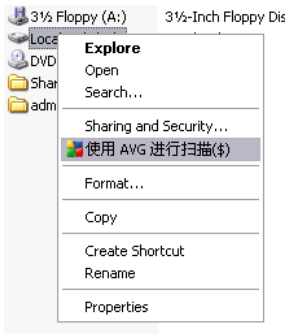 3½ Floppy (A:) 3½-Inch Floppy Dis
Loca
DVD
Shar
adm
Explore
Open
Search...
Sharing and Security...
使用 AVG 进行扫描($)
Format...
Copy
Create Shortcut
Rename
Properties